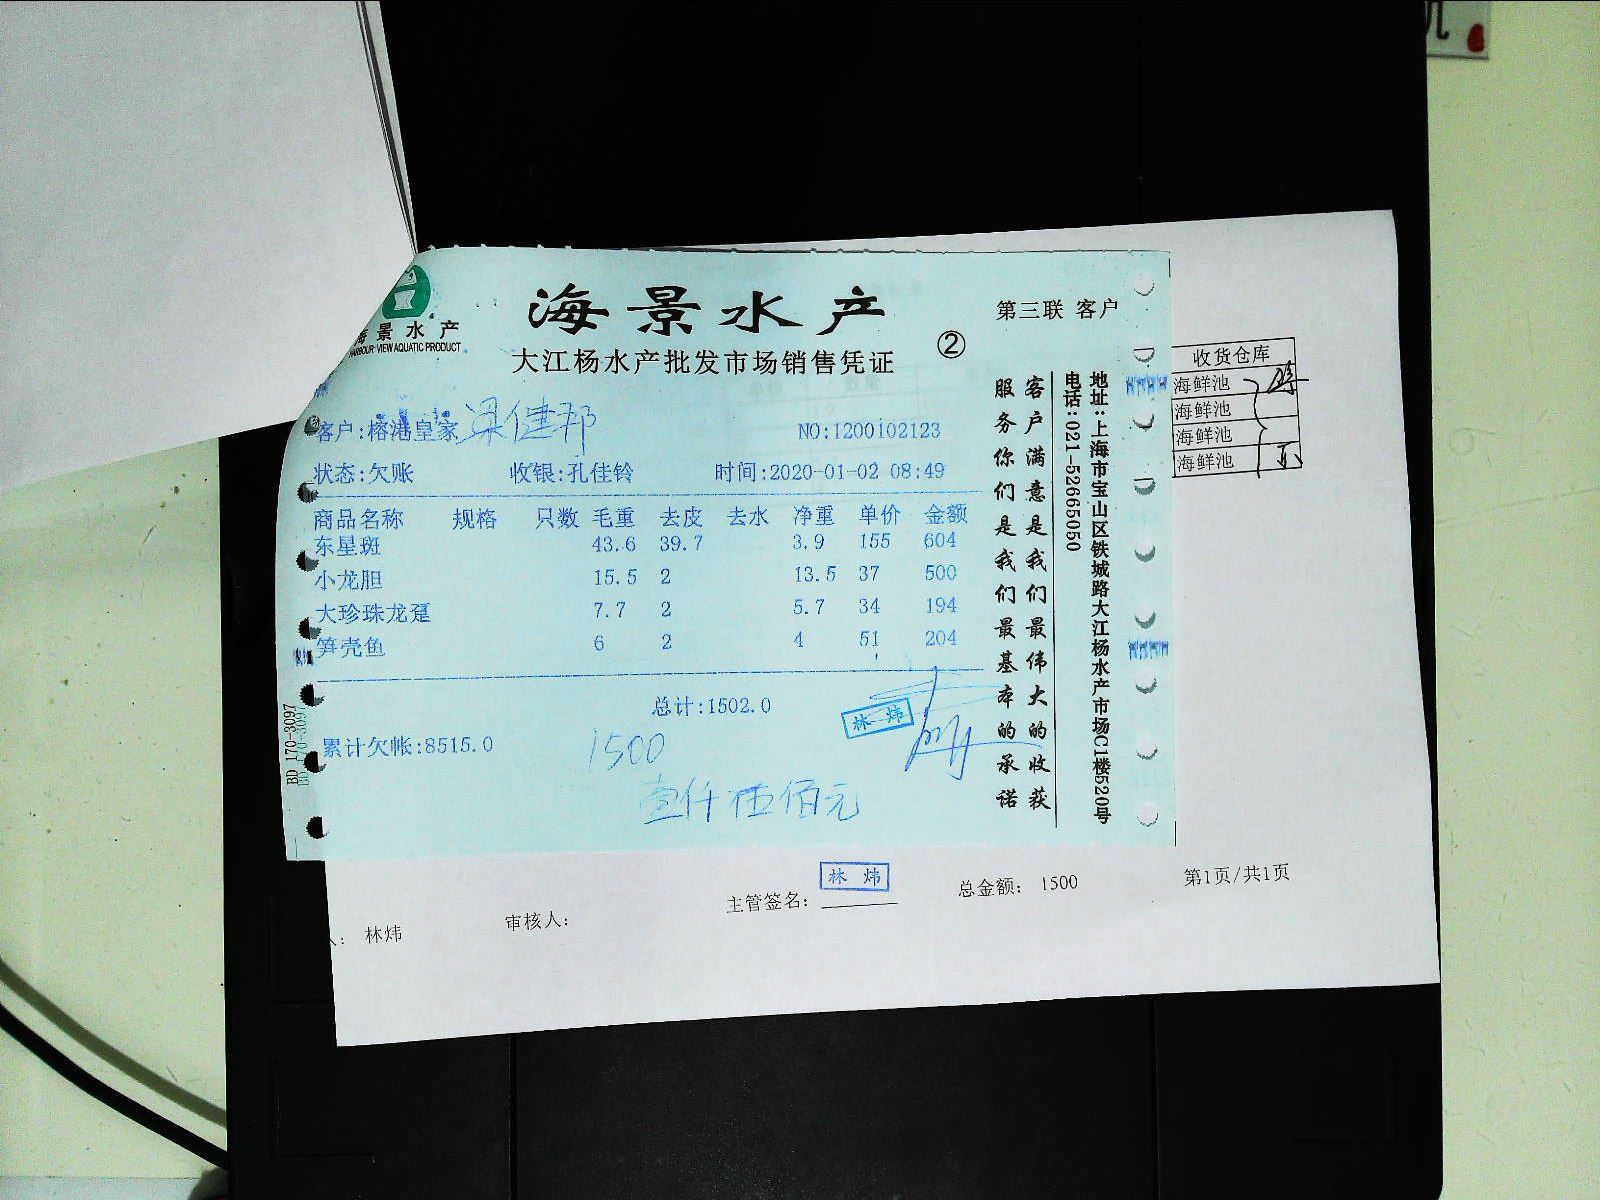 海景水产
HARBOUR VIEW AQUATIC PRODUCT
海景水产
大江杨水产批发市场销售凭证
②
第三联 客户
客户:榕港皇家 梁健邦
NO:1200102123
状态:欠账 收银:孔佳铃 时间:2020-01-02 08:49
商品名称 规格 只数 毛重 去皮 去水 净重 单价 金额
东星斑 43.6 39.7 3.9 155 604
小龙胆 15.5 2 13.5 37 500
大珍珠龙趸 7.7 2 5.7 34 194
笋壳鱼 6 2 4 51 204
总计:1502.0
林炜
累计欠帐:8515.0
1500
壹仟伍佰元
客户满意是我们最伟大的收获
服务你们是我们最基本的承诺
地址:上海市宝山区铁城路大江杨水产市场C1楼520号
电话:021-52665050
BD 170-3097
收货仓库
海鲜池
海鲜池
海鲜池
海鲜池
林炜
审核人:
主管签名:
林炜
总金额: 1500
第1页/共1页